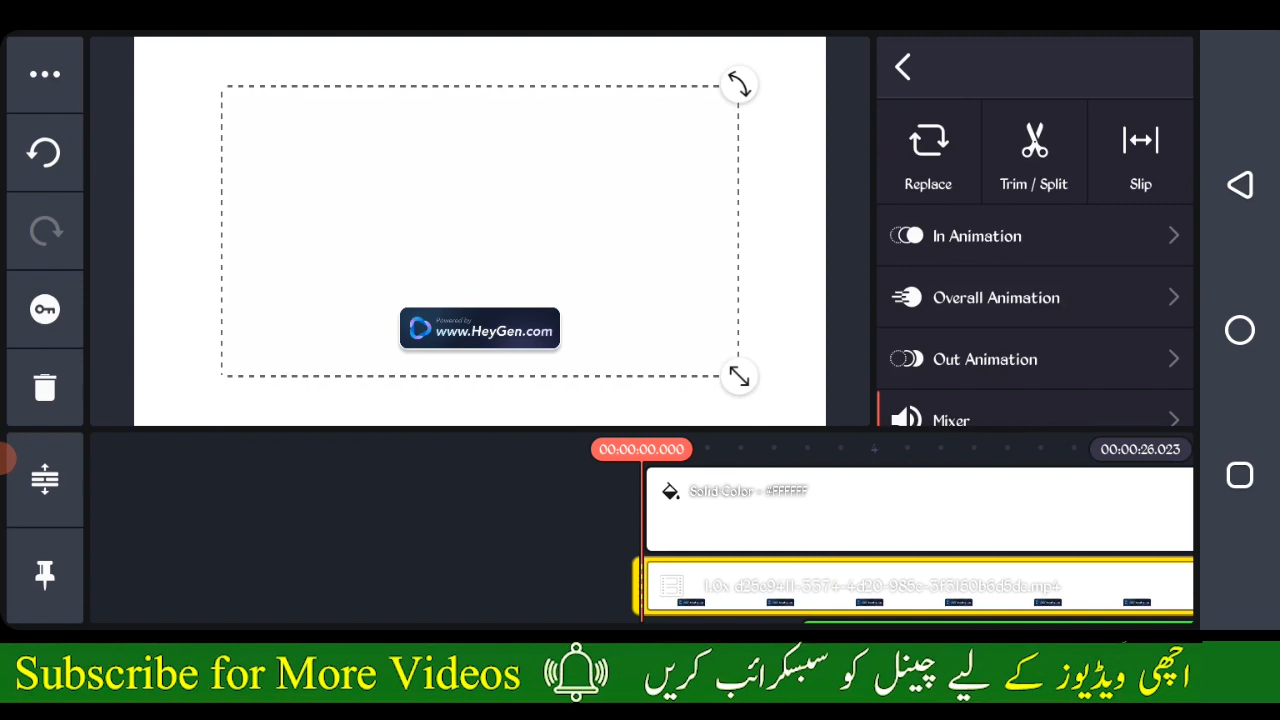 Powered by
www.HeyGen.com
Replace
Trim / Split
Slip
In Animation
Overall Animation
Out Animation
Mixer
00:00:00.000
00:00:26.023
Solid Color - #FFFFFF
Subscribe for More Videos
اچھی ویڈیوز کے لیے چینل کو سبسکرائب کریں